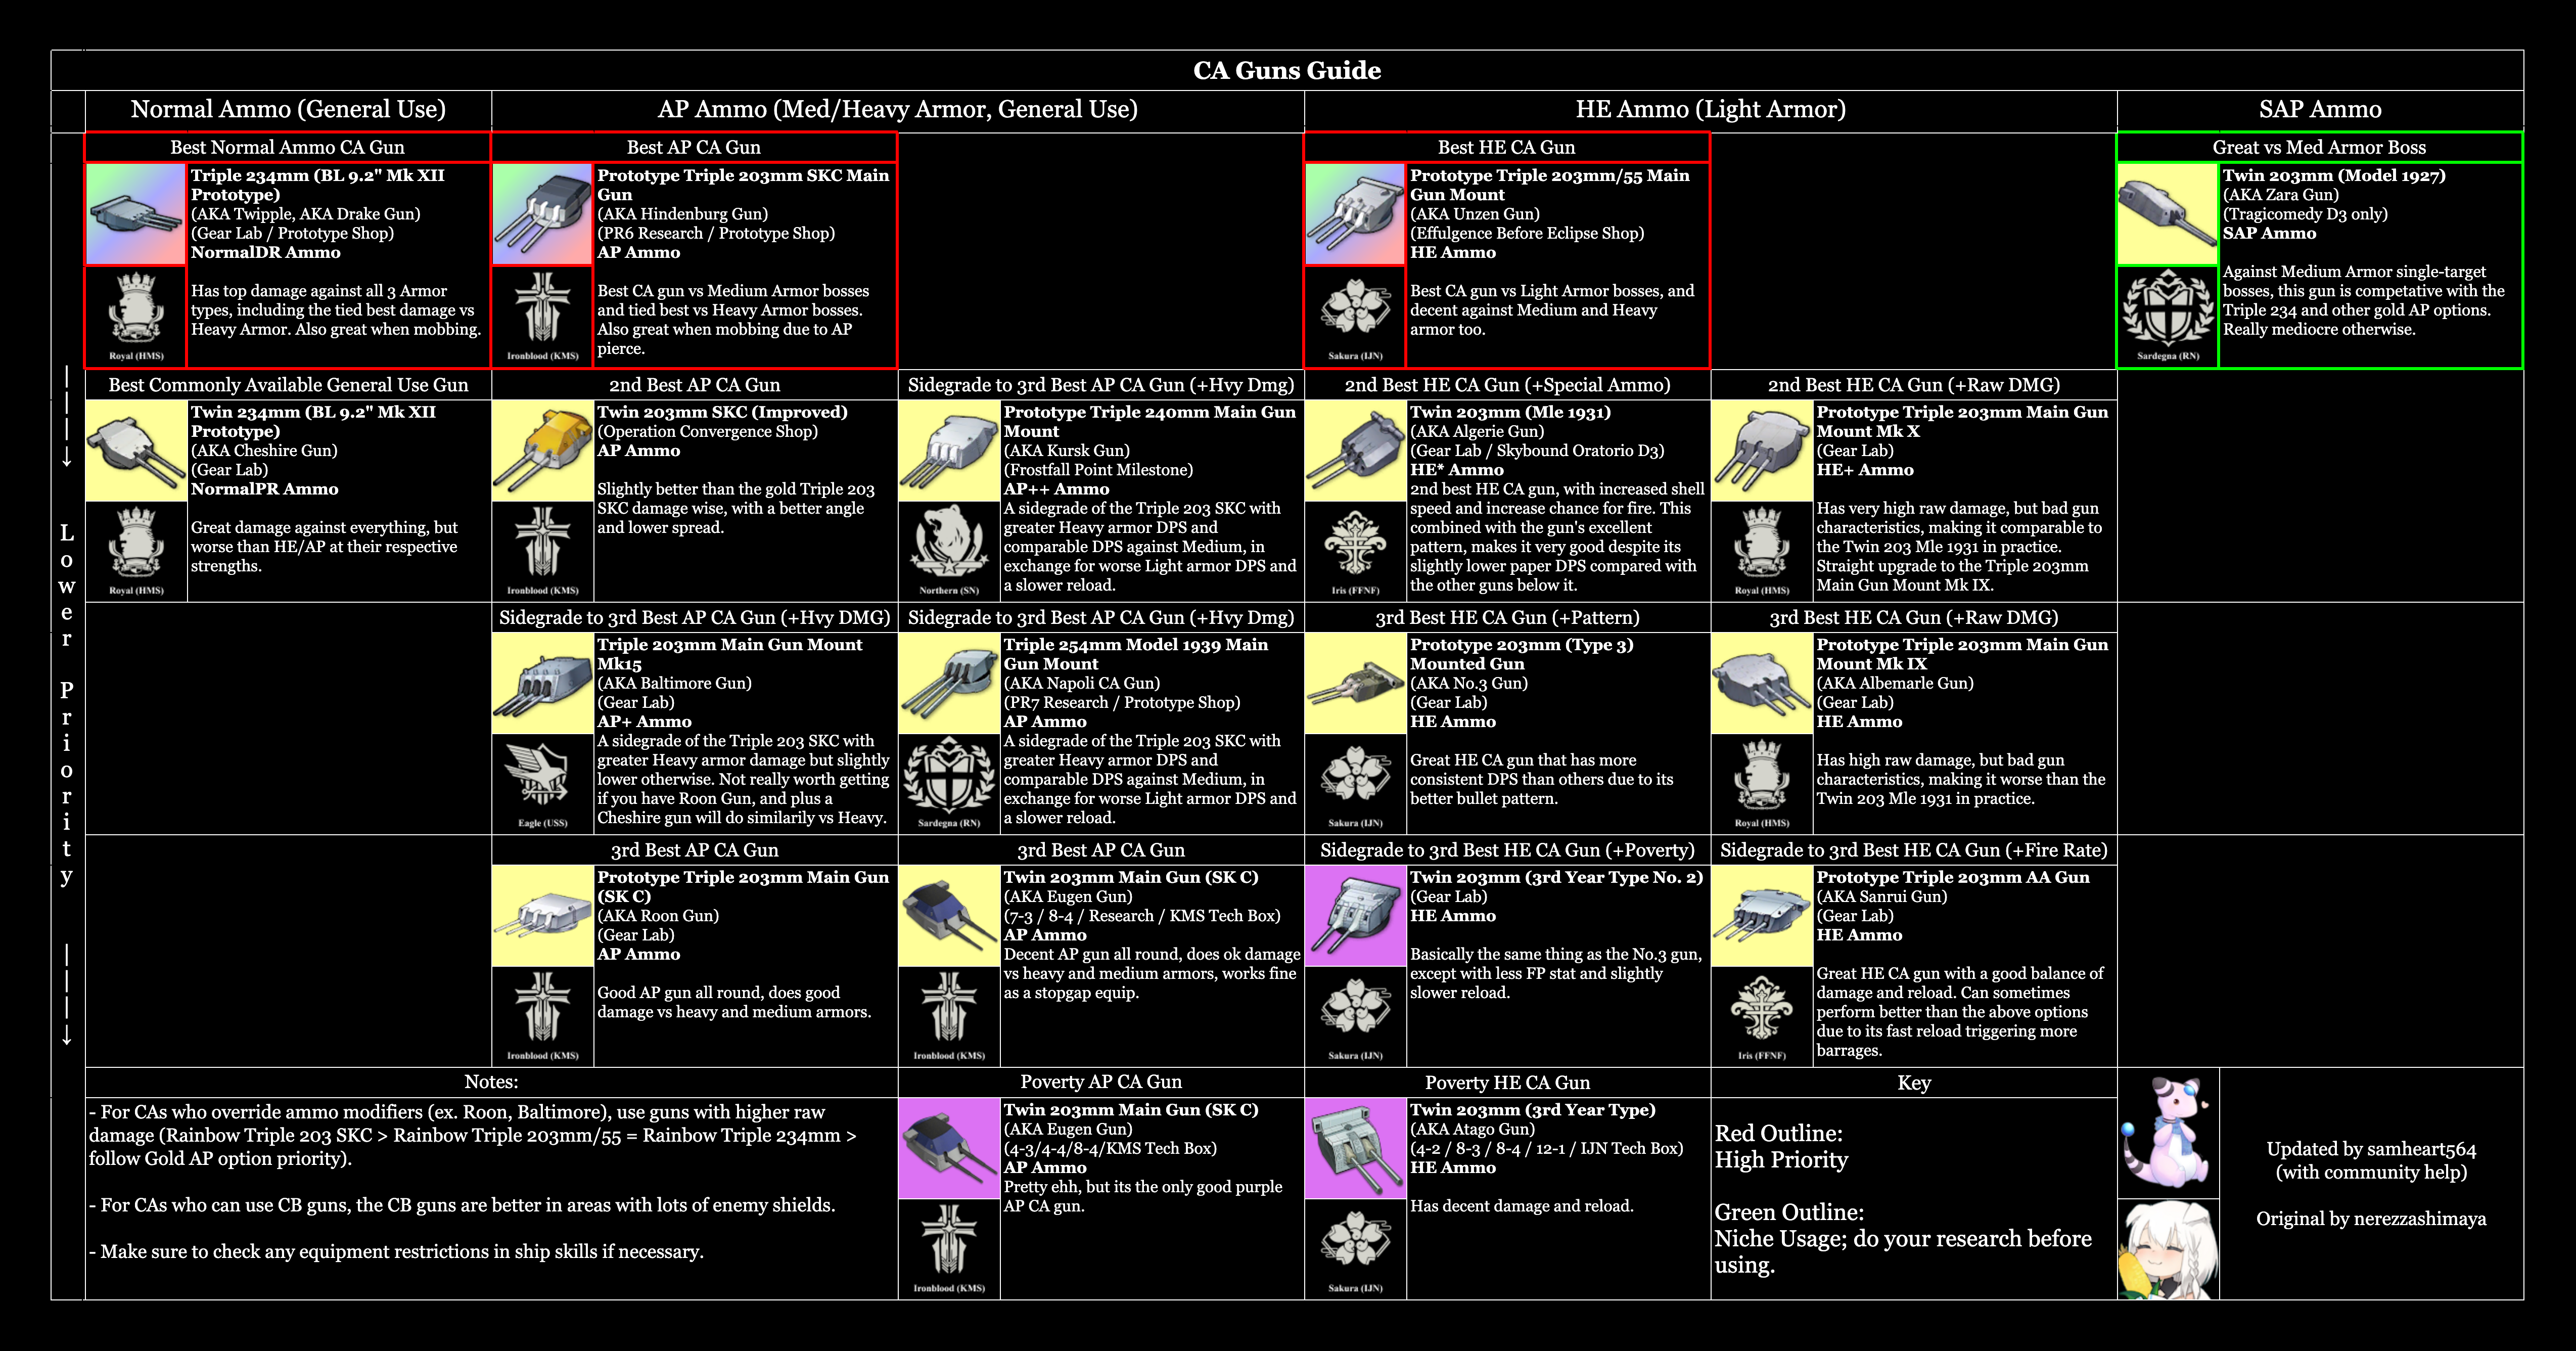 CA Guns Guide
Normal Ammo (General Use)
AP Ammo (Med/Heavy Armor, General Use)
HE Ammo (Light Armor)
SAP Ammo
Best Normal Ammo CA Gun
Triple 234mm (BL 9.2" Mk XII
Prototype)
(AKA Twipple, AKA Drake Gun)
(Gear Lab / Prototype Shop)
NormalDR Ammo
Has top damage against all 3 Armor
types, including the tied best damage vs
Heavy Armor. Also great when mobbing.
Royal (HMS)
Best AP CA Gun
Prototype Triple 203mm SKC Main
Gun
(AKA Hindenburg Gun)
(PR6 Research / Prototype Shop)
AP Ammo
Best CA gun vs Medium Armor bosses
and tied best vs Heavy Armor bosses.
Also great when mobbing due to AP
pierce.
Ironblood (KMS)
Best HE CA Gun
Prototype Triple 203mm/55 Main
Gun Mount
(AKA Unzen Gun)
(Effulgence Before Eclipse Shop)
HE Ammo
Best CA gun vs Light Armor bosses, and
decent against Medium and Heavy
armor too.
Sakura (IJN)
Great vs Med Armor Boss
Twin 203mm (Model 1927)
(AKA Zara Gun)
(Tragicomedy D3 only)
SAP Ammo
Against Medium Armor single-target
bosses, this gun is competative with the
Triple 234 and other gold AP options.
Really mediocre otherwise.
Sardegna (RN)
Lower Priority
Best Commonly Available General Use Gun
Twin 234mm (BL 9.2" Mk XII
Prototype)
(AKA Cheshire Gun)
(Gear Lab)
NormalPR Ammo
Great damage against everything, but
worse than HE/AP at their respective
strengths.
Royal (HMS)
2nd Best AP CA Gun
Twin 203mm SKC (Improved)
(Operation Convergence Shop)
AP Ammo
Slightly better than the gold Triple 203
SKC damage wise, with a better angle
and lower spread.
Ironblood (KMS)
Sidegrade to 3rd Best AP CA Gun (+Hvy Dmg)
Prototype Triple 240mm Main Gun
Mount
(AKA Kursk Gun)
(Frostfall Point Milestone)
AP++ Ammo
A sidegrade of the Triple 203 SKC with
greater Heavy armor DPS and
comparable DPS against Medium, in
exchange for worse Light armor DPS and
a slower reload.
Northern (SN)
2nd Best HE CA Gun (+Special Ammo)
Twin 203mm (Mle 1931)
(AKA Algerie Gun)
(Gear Lab / Skybound Oratorio D3)
HE* Ammo
2nd best HE CA gun, with increased shell
speed and increase chance for fire. This
combined with the gun's excellent
pattern, makes it very good despite its
slightly lower paper DPS compared with
the other guns below it.
Iris (FFNF)
2nd Best HE CA Gun (+Raw DMG)
Prototype Triple 203mm Main Gun
Mount Mk X
(Gear Lab)
HE+ Ammo
Has very high raw damage, but bad gun
characteristics, making it comparable to
the Twin 203 Mle 1931 in practice.
Straight upgrade to the Triple 203mm
Main Gun Mount Mk IX.
Royal (HMS)
Sidegrade to 3rd Best AP CA Gun (+Hvy DMG)
Triple 203mm Main Gun Mount
Mk15
(AKA Baltimore Gun)
(Gear Lab)
AP+ Ammo
A sidegrade of the Triple 203 SKC with
greater Heavy armor damage but slightly
lower otherwise. Not really worth getting
if you have Roon Gun, and plus a
Cheshire gun will do similarily vs Heavy.
Eagle (USS)
Sidegrade to 3rd Best AP CA Gun (+Hvy Dmg)
Triple 254mm Model 1939 Main
Gun Mount
(AKA Napoli CA Gun)
(PR7 Research / Prototype Shop)
AP Ammo
A sidegrade of the Triple 203 SKC with
greater Heavy armor DPS and
comparable DPS against Medium, in
exchange for worse Light armor DPS and
a slower reload.
Sardegna (RN)
3rd Best HE CA Gun (+Pattern)
Prototype 203mm (Type 3)
Mounted Gun
(AKA No.3 Gun)
(Gear Lab)
HE Ammo
Great HE CA gun that has more
consistent DPS than others due to its
better bullet pattern.
Sakura (IJN)
3rd Best HE CA Gun (+Raw DMG)
Prototype Triple 203mm Main Gun
Mount Mk IX
(AKA Albemarle Gun)
(Gear Lab)
HE Ammo
Has high raw damage, but bad gun
characteristics, making it worse than the
Twin 203 Mle 1931 in practice.
Royal (HMS)
3rd Best AP CA Gun
Prototype Triple 203mm Main Gun
(SK C)
(AKA Roon Gun)
(Gear Lab)
AP Ammo
Good AP gun all round, does good
damage vs heavy and medium armors.
Ironblood (KMS)
3rd Best AP CA Gun
Twin 203mm Main Gun (SK C)
(AKA Eugen Gun)
(7-3 / 8-4 / Research / KMS Tech Box)
AP Ammo
Decent AP gun all round, does ok damage
vs heavy and medium armors, works fine
as a stopgap equip.
Ironblood (KMS)
Sidegrade to 3rd Best HE CA Gun (+Poverty)
Twin 203mm (3rd Year Type No. 2)
(Gear Lab)
HE Ammo
Basically the same thing as the No.3 gun,
except with less FP stat and slightly
slower reload.
Sakura (IJN)
Sidegrade to 3rd Best HE CA Gun (+Fire Rate)
Prototype Triple 203mm AA Gun
(AKA Sanrui Gun)
(Gear Lab)
HE Ammo
Great HE CA gun with a good balance of
damage and reload. Can sometimes
perform better than the above options
due to its fast reload triggering more
barrages.
Iris (FFNF)
Notes:
- For CAs who override ammo modifiers (ex. Roon, Baltimore), use guns with higher raw
damage (Rainbow Triple 203 SKC > Rainbow Triple 203mm/55 = Rainbow Triple 234mm >
follow Gold AP option priority).
- For CAs who can use CB guns, the CB guns are better in areas with lots of enemy shields.
- Make sure to check any equipment restrictions in ship skills if necessary.
Poverty AP CA Gun
Twin 203mm Main Gun (SK C)
(AKA Eugen Gun)
(4-3/4-4/8-4/KMS Tech Box)
AP Ammo
Pretty ehh, but its the only good purple
AP CA gun.
Ironblood (KMS)
Poverty HE CA Gun
Twin 203mm (3rd Year Type)
(AKA Atago Gun)
(4-2 / 8-3 / 8-4 / 12-1 / IJN Tech Box)
HE Ammo
Has decent damage and reload.
Sakura (IJN)
Key
Red Outline:
High Priority
Green Outline:
Niche Usage; do your research before
using.
Updated by samheart564
(with community help)
Original by nerezzashimaya